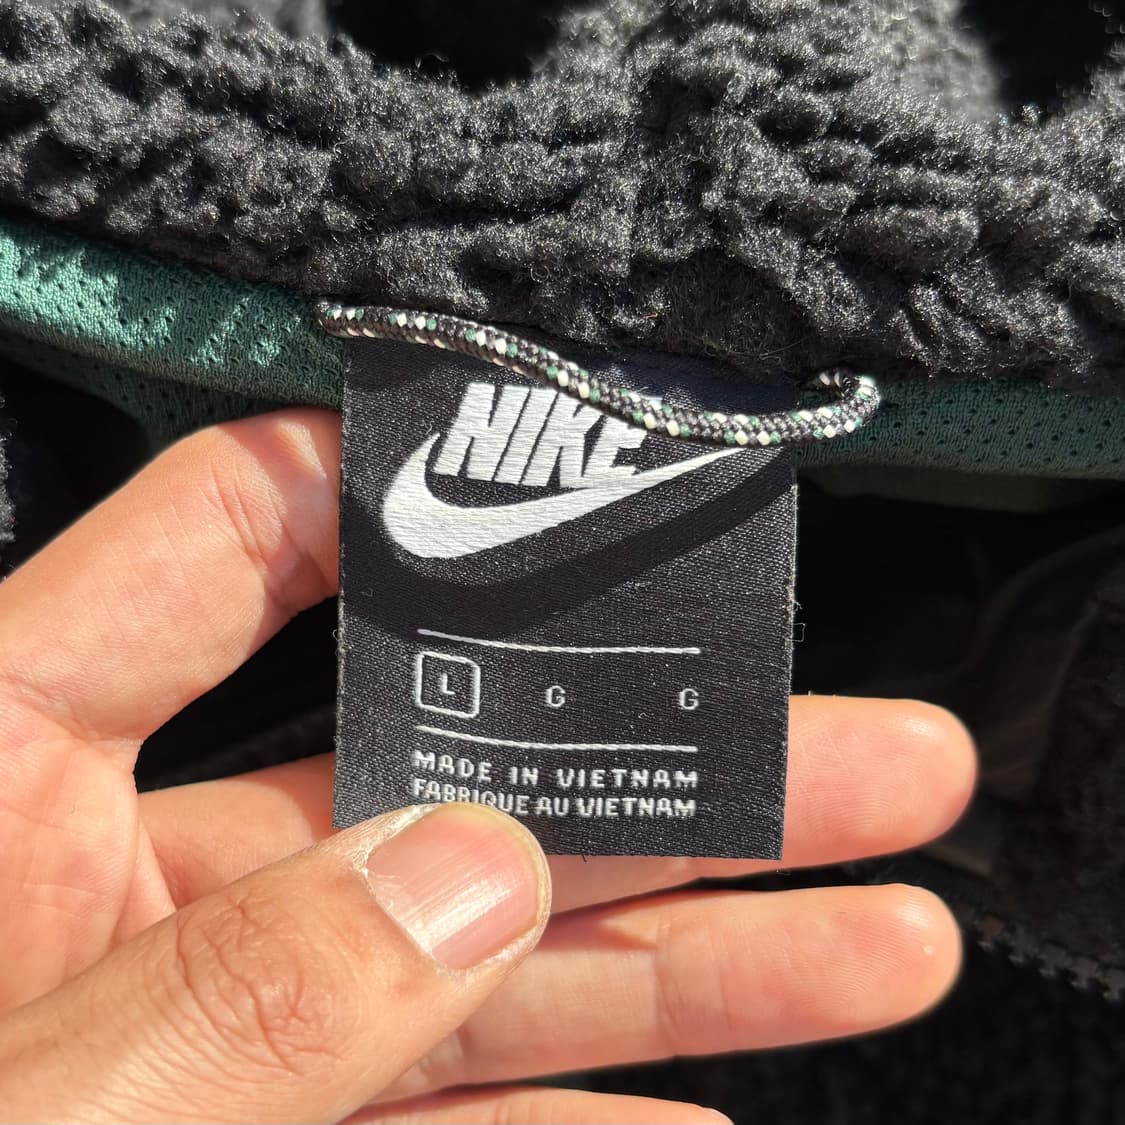 NIKE
L G G
MADE IN VIETNAM
FABRIQUE AU VIETNAM